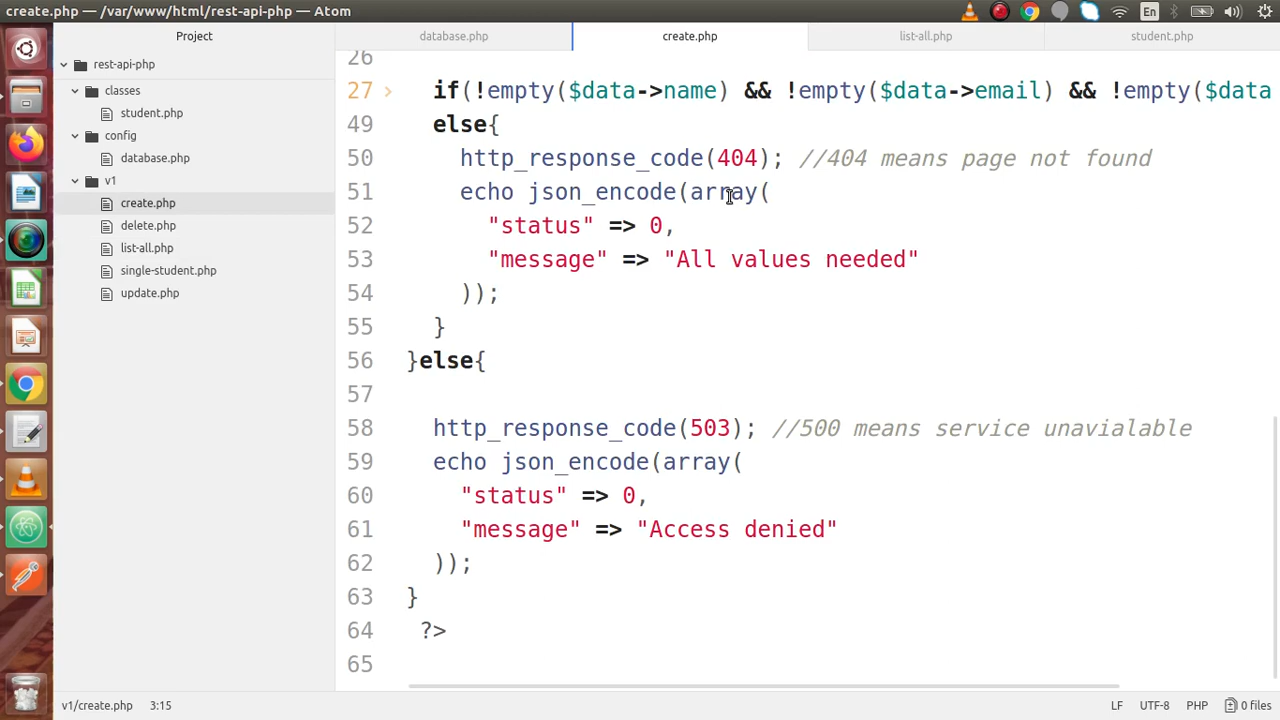 create.php — /var/www/html/rest-api-php — Atom
En
Project
database.php
create.php
list-all.php
student.php
rest-api-php
classes
student.php
config
database.php
v1
create.php
delete.php
list-all.php
single-student.php
update.php
26
27 if(!empty($data->name) && !empty($data->email) && !empty($data
49 else{
50 http_response_code(404); //404 means page not found
51 echo json_encode(array(
52 "status" => 0,
53 "message" => "All values needed"
54 ));
55 }
56 }else{
57
58 http_response_code(503); //500 means service unavialable
59 echo json_encode(array(
60 "status" => 0,
61 "message" => "Access denied"
62 ));
63 }
64 ?>
65
v1/create.php 3:15
LF UTF-8 PHP 0 files